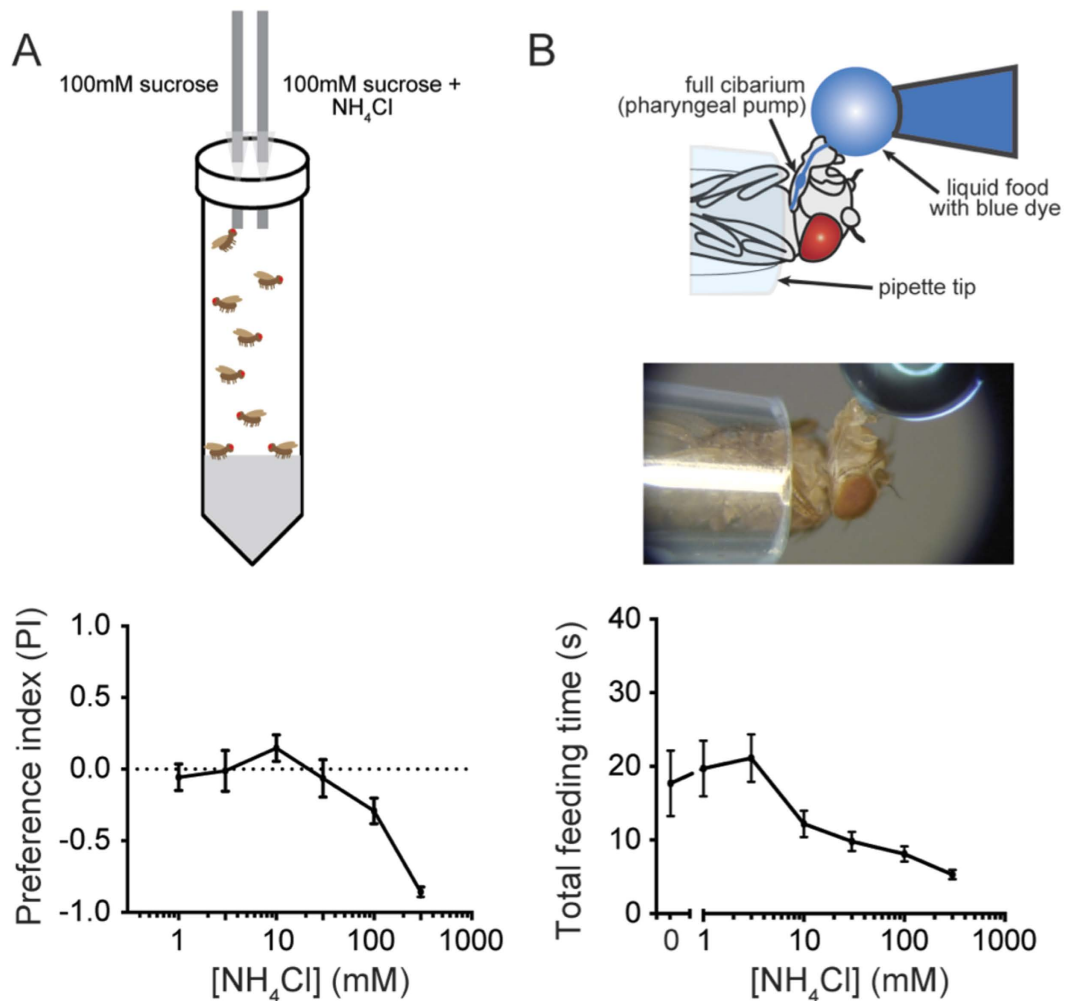 A
100mM sucrose
100mM sucrose +
NH₄Cl
Preference index (PI)
1.0
0.5
0.0
-0.5
-1.0
1 10 100 1000
[NH₄Cl] (mM)
B
full cibarium
(pharyngeal pump)
liquid food
with blue dye
pipette tip
Total feeding time (s)
40
30
20
10
0
0 1 10 100 1000
[NH₄Cl] (mM)